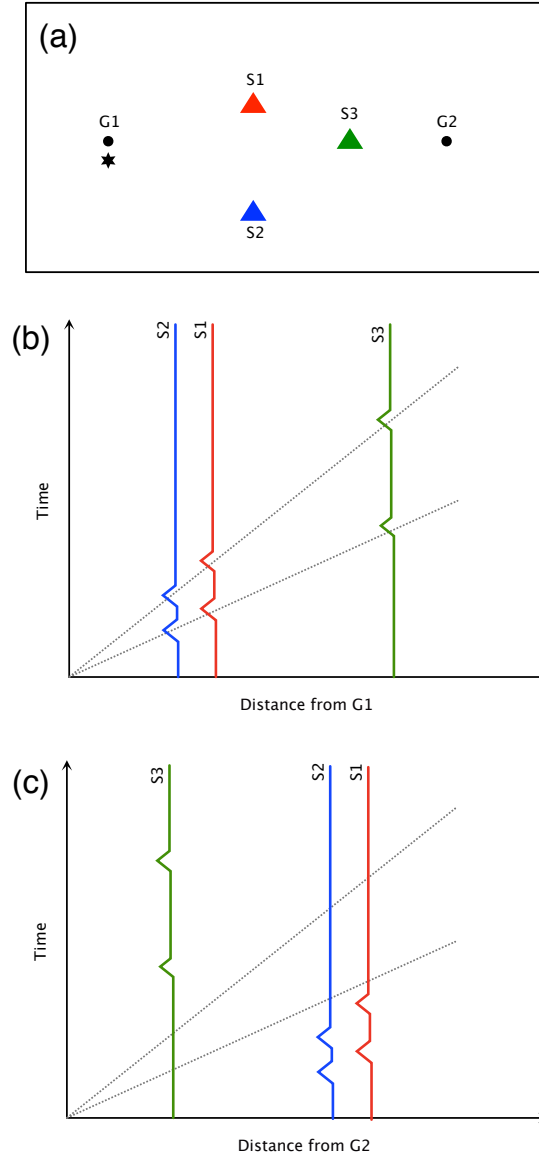 (a)
S1
G1
S3
G2
S2
(b)
S2
S1
S3
Time
Distance from G1
(c)
S3
S2
S1
Time
Distance from G2